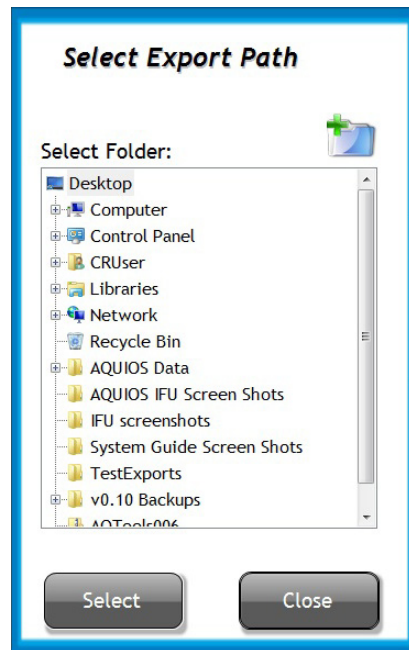 Select Export Path
Select Folder:
Desktop
Computer
Control Panel
CRUser
Libraries
Network
Recycle Bin
AQUIOS Data
AQUIOS IFU Screen Shots
IFU screenshots
System Guide Screen Shots
TestExports
v0.10 Backups
AQTools006
Select
Close